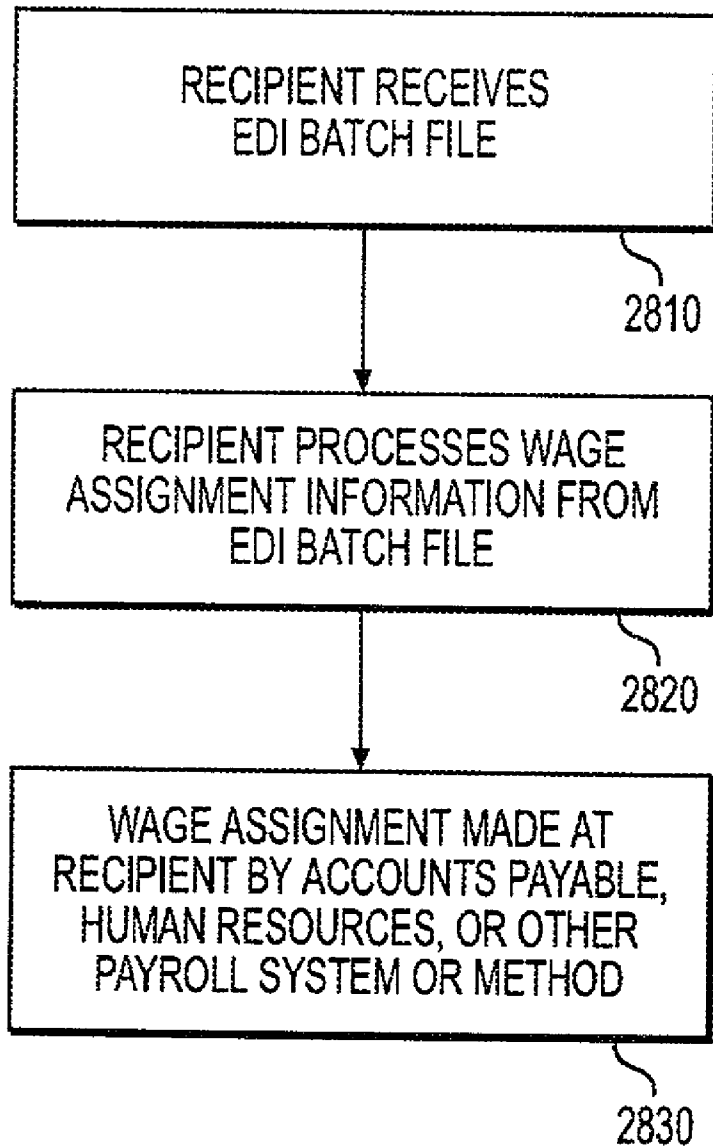 RECIPIENT RECEIVES
EDI BATCH FILE
2810
RECIPIENT PROCESSES WAGE
ASSIGNMENT INFORMATION FROM
EDI BATCH FILE
2820
WAGE ASSIGNMENT MADE AT
RECIPIENT BY ACCOUNTS PAYABLE,
HUMAN RESOURCES, OR OTHER
PAYROLL SYSTEM OR METHOD
2830